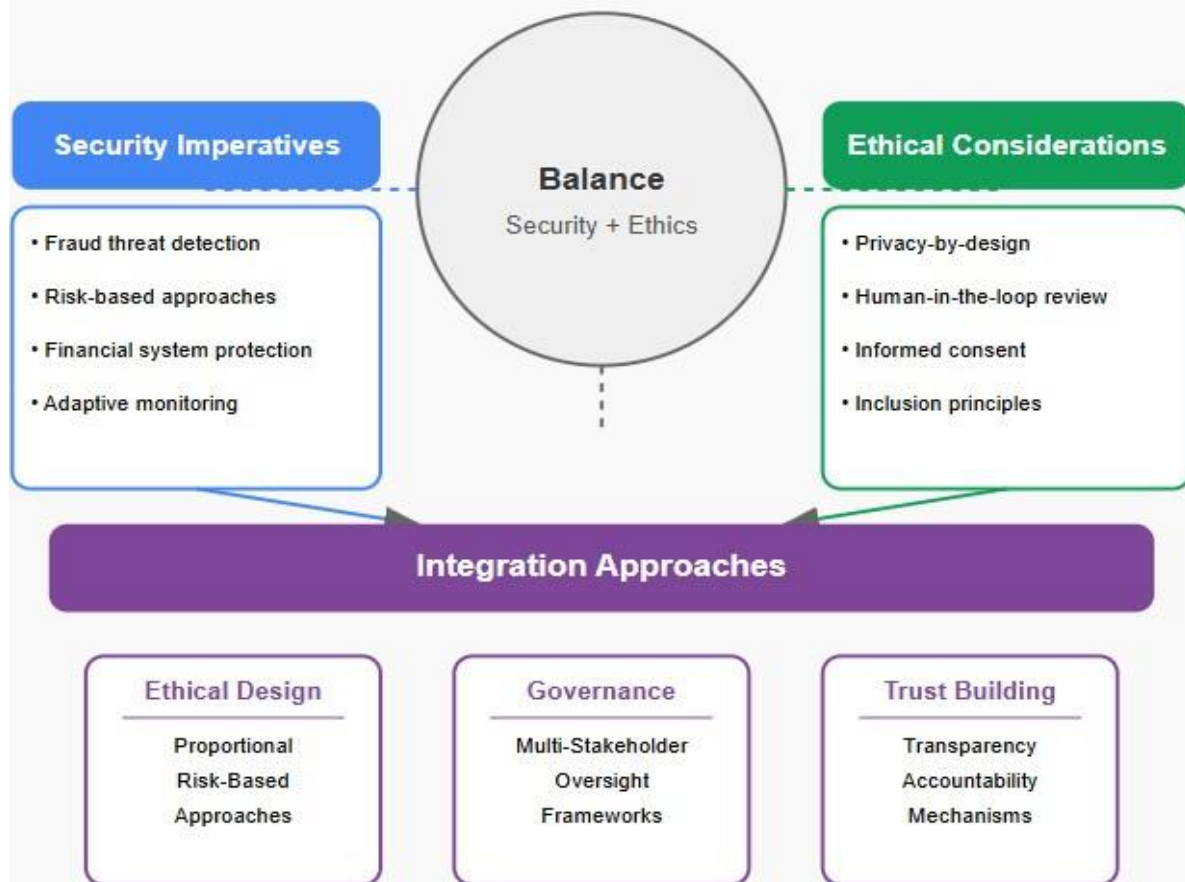 Balance
Security + Ethics
Security Imperatives
• Fraud threat detection
• Risk-based approaches
• Financial system protection
• Adaptive monitoring
Ethical Considerations
• Privacy-by-design
• Human-in-the-loop review
• Informed consent
• Inclusion principles
Integration Approaches
Ethical Design
Proportional
Risk-Based
Approaches
Governance
Multi-Stakeholder
Oversight
Frameworks
Trust Building
Transparency
Accountability
Mechanisms